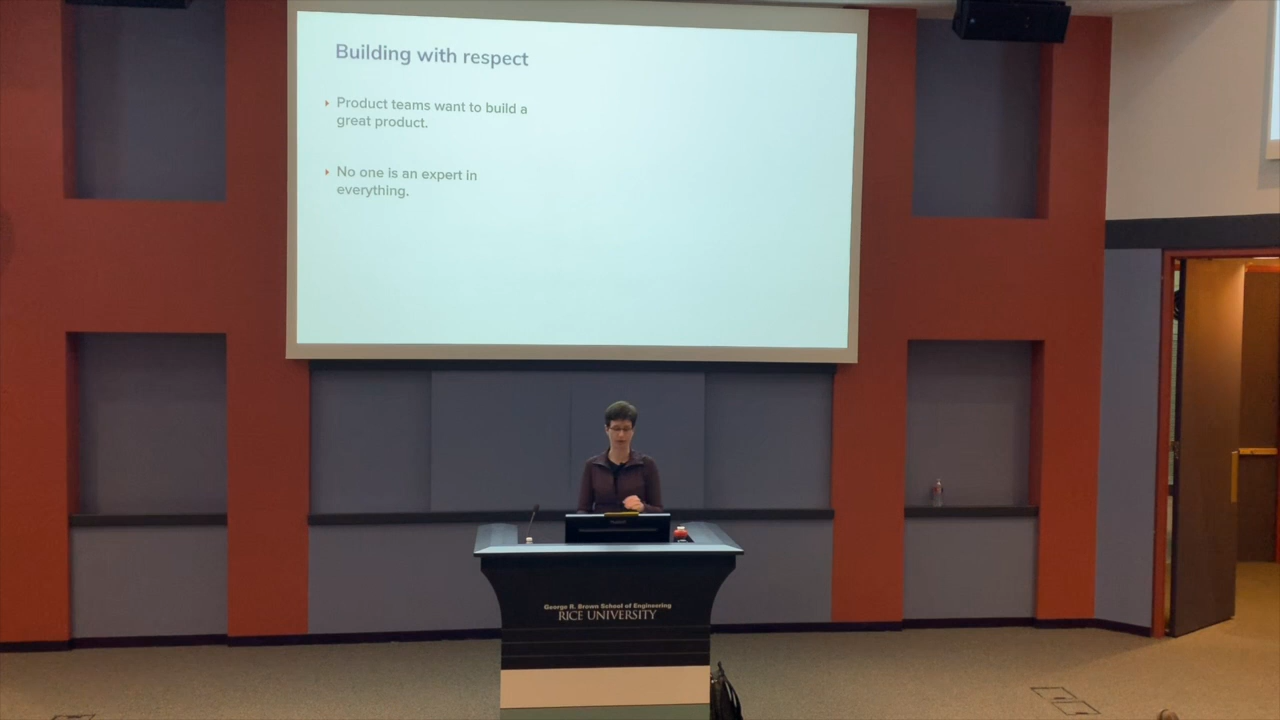 Building with respect
Product teams want to build a
great product.
No one is an expert in
everything.
George R. Brown School of Engineering
RICE UNIVERSITY